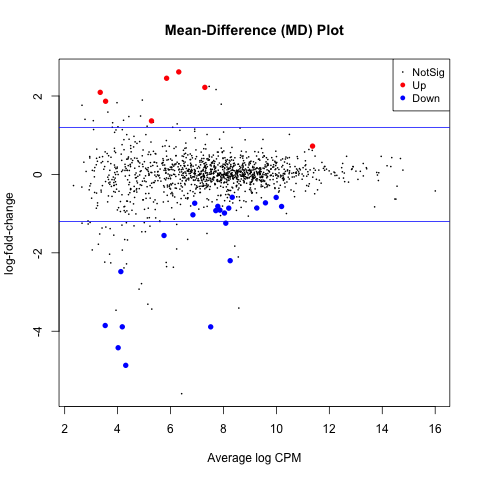 Mean-Difference (MD) Plot
NotSig
Up
Down
2
0
-2
-4
log-fold-change
2 4 6 8 10 12 14 16
Average log CPM